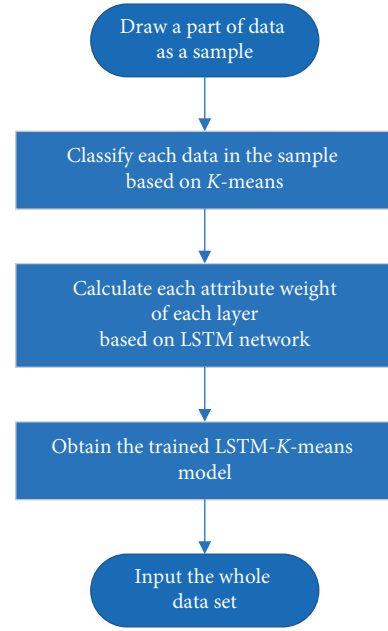 Draw a part of data
as a sample
Classify each data in the sample
based on K-means
Calculate each attribute weight
of each layer
based on LSTM network
Obtain the trained LSTM-K-means
model
Input the whole
data set